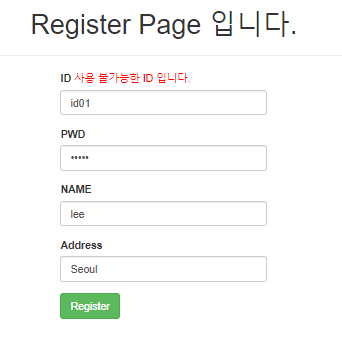 Register Page 입니다.
ID 사용 불가능한 ID 입니다.
id01
PWD
•••••
NAME
lee
Address
Seoul
Register